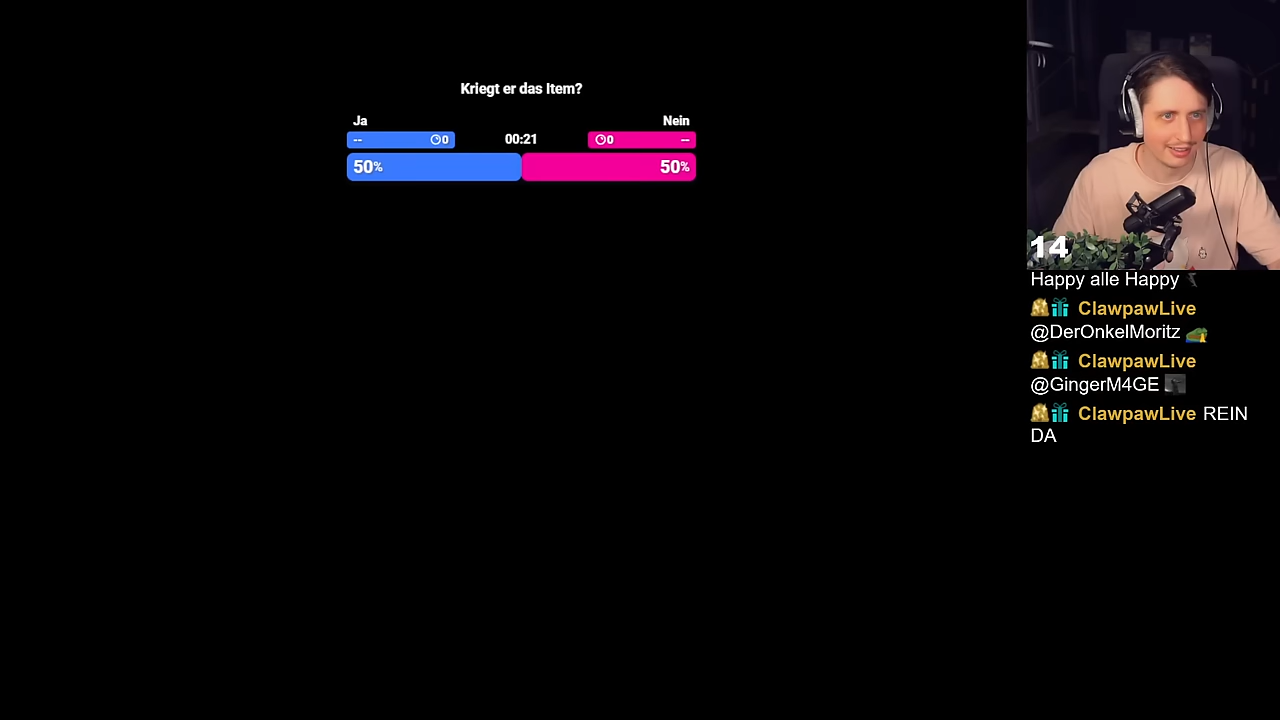 Kriegt er das Item?
Ja
Nein
--
0
00:21
0
--
50%
50%
14
Happy alle Happy
ClawpawLive
@DerOnkelMoritz
ClawpawLive
@GingerM4GE
ClawpawLive REIN
DA